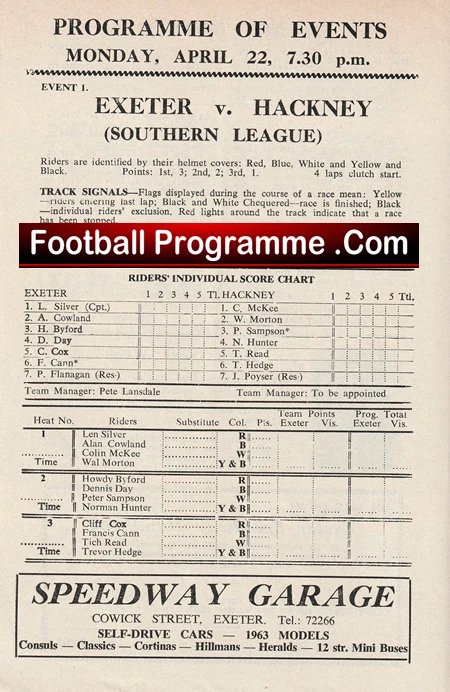 PROGRAMME OF EVENTS
MONDAY, APRIL 22, 7.30 p.m.
EVENT 1.
EXETER v. HACKNEY
(SOUTHERN LEAGUE)
Riders are identified by their helmet covers: Red, Blue, White and Yellow and
Black. Points: 1st, 3; 2nd, 2; 3rd, 1. 4 laps clutch start.
TRACK SIGNALS—Flags displayed during the course of a race mean: Yellow
—riders entering last lap; Black and White Chequered—race is finished; Black
—individual riders' exclusion. Red lights around the track indicate that a race
has been stopped.
Football Programme .Com
RIDERS' INDIVIDUAL SCORE CHART
EXETER 1 2 3 4 5 Tl. HACKNEY 1 2 3 4 5 Ttl.
1. L. Silver (Cpt.) 1. C. McKee
2. A. Cowland 2. W. Morton
3. H. Byford 3. P. Sampson*
4. D. Day 4. N. Hunter
5. C. Cox 5. T. Read
6. F. Cann* 6. T. Hedge
7. P. Flanagan (Res·) 7. J. Poyser (Res·)
Team Manager: Pete Lansdale Team Manager: To be appointed
Team Points Prog. Total
Heat No. Riders Substitute Col. Pis. Exeter Vis. Exeter Vis.
1 Len Silver R
Alan Cowland B
Colin McKee W
Time Wal Morton Y & B
2 Howdy Byford R
Dennis Day B
Peter Sampson W
Time Norman Hunter Y & B
3 Cliff Cox R
Francis Cann B
Tich Read W
Time Trevor Hedge Y & B
SPEEDWAY GARAGE
COWICK STREET, EXETER. Tel.: 72266
SELF-DRIVE CARS — 1963 MODELS
Consuls — Classics — Cortinas — Hillmans — Heralds — 12 str. Mini Buses